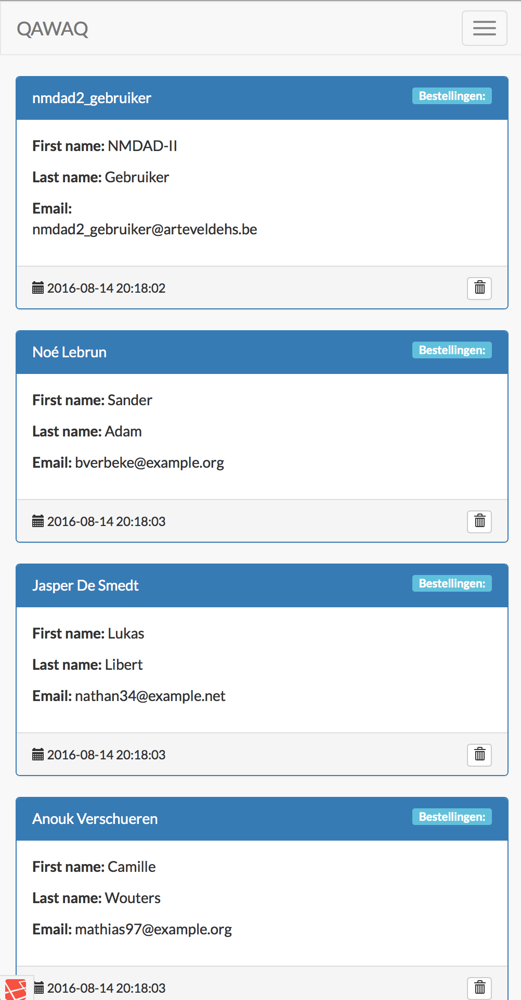 QAWAQ
nmdad2_gebruiker Bestellingen:
First name: NMDAD-II
Last name: Gebruiker
Email:
nmdad2_gebruiker@arteveldehs.be
2016-08-14 20:18:02
Noé Lebrun Bestellingen:
First name: Sander
Last name: Adam
Email: bverbeke@example.org
2016-08-14 20:18:03
Jasper De Smedt Bestellingen:
First name: Lukas
Last name: Libert
Email: nathan34@example.net
2016-08-14 20:18:03
Anouk Verschueren Bestellingen:
First name: Camille
Last name: Wouters
Email: mathias97@example.org
2016-08-14 20:18:03